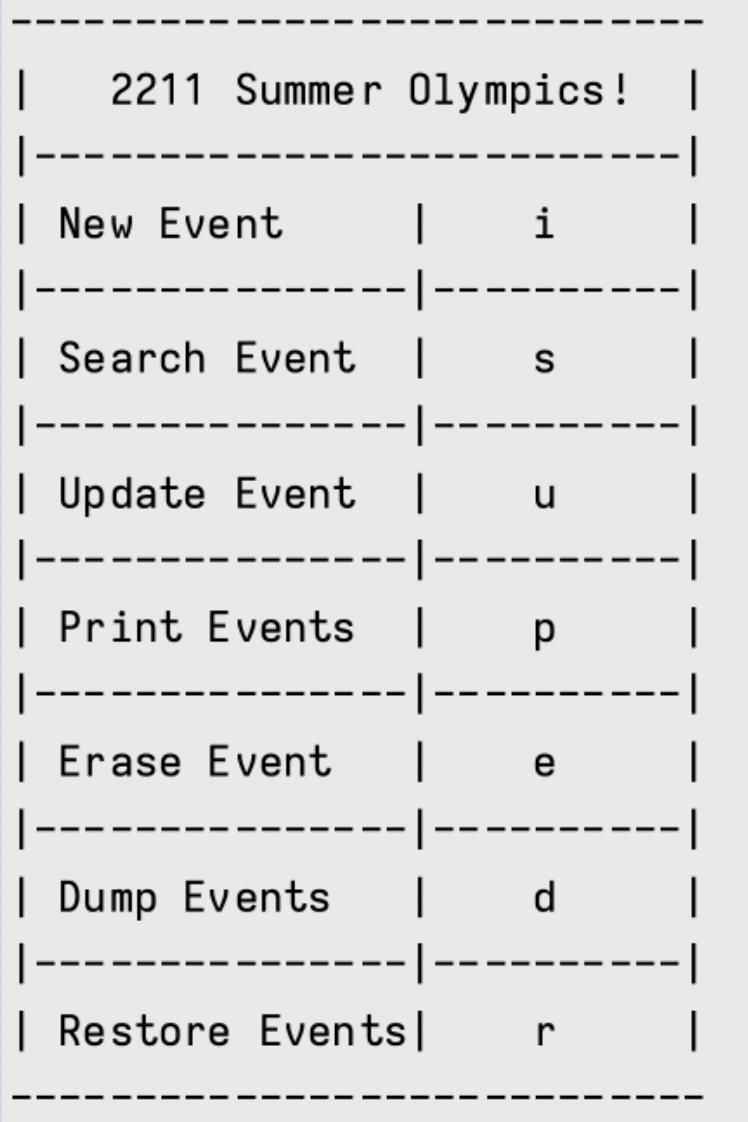 ----------------------------
|   2211 Summer Olympics!  |
|--------------------------|
| New Event     |    i     |
|---------------|----------|
| Search Event  |    s     |
|---------------|----------|
| Update Event  |    u     |
|---------------|----------|
| Print Events  |    p     |
|---------------|----------|
| Erase Event   |    e     |
|---------------|----------|
| Dump Events   |    d     |
|---------------|----------|
| Restore Events|    r     |
----------------------------